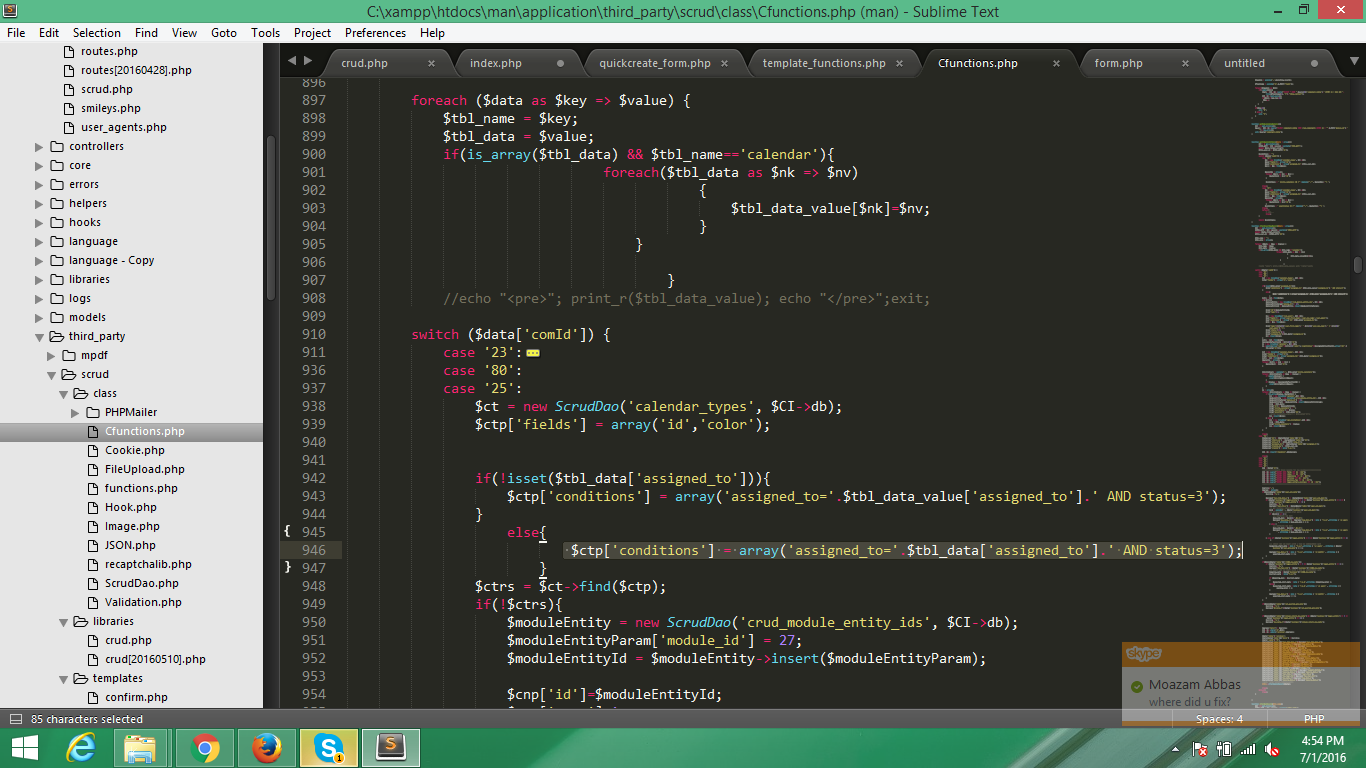 C:\xampp\htdocs\man\application\third_party\scrud\class\Cfunctions.php (man) - Sublime Text
File Edit Selection Find View Goto Tools Project Preferences Help
routes.php
routes[20160428].php
scrud.php
smileys.php
user_agents.php
controllers
core
errors
helpers
hooks
language
language - Copy
libraries
logs
models
third_party
mpdf
scrud
class
PHPMailer
Cfunctions.php
Cookie.php
FileUpload.php
functions.php
Hook.php
Image.php
JSON.php
recaptchalib.php
ScrudDao.php
Validation.php
libraries
crud.php
crud[20160510].php
templates
confirm.php
crud.php index.php quickcreate_form.php template_functions.php Cfunctions.php form.php untitled
896
897 foreach ($data as $key => $value) {
898 $tbl_name = $key;
899 $tbl_data = $value;
900 if(is_array($tbl_data) && $tbl_name=='calendar'){
901 foreach($tbl_data as $nk => $nv)
902 {
903 $tbl_data_value[$nk]=$nv;
904 }
905 }
906
907 }
908 //echo "<pre>"; print_r($tbl_data_value); echo "</pre>";exit;
909
910 switch ($data['comId']) {
911 case '23':
936 case '80':
937 case '25':
938 $ct = new ScrudDao('calendar_types', $CI->db);
939 $ctp['fields'] = array('id','color');
940
941
942 if(!isset($tbl_data['assigned_to'])){
943 $ctp['conditions'] = array('assigned_to='.$tbl_data_value['assigned_to'].' AND status=3');
944 }
945 else{
946 $ctp['conditions'] = array('assigned_to='.$tbl_data['assigned_to'].' AND status=3');
947 }
948 $ctrs = $ct->find($ctp);
949 if(!$ctrs){
950 $moduleEntity = new ScrudDao('crud_module_entity_ids', $CI->db);
951 $moduleEntityParam['module_id'] = 27;
952 $moduleEntityId = $moduleEntity->insert($moduleEntityParam);
953
954 $cnp['id']=$moduleEntityId;
skype
Moazam Abbas
where did u fix?
85 characters selected
Spaces: 4 PHP
4:54 PM
7/1/2016